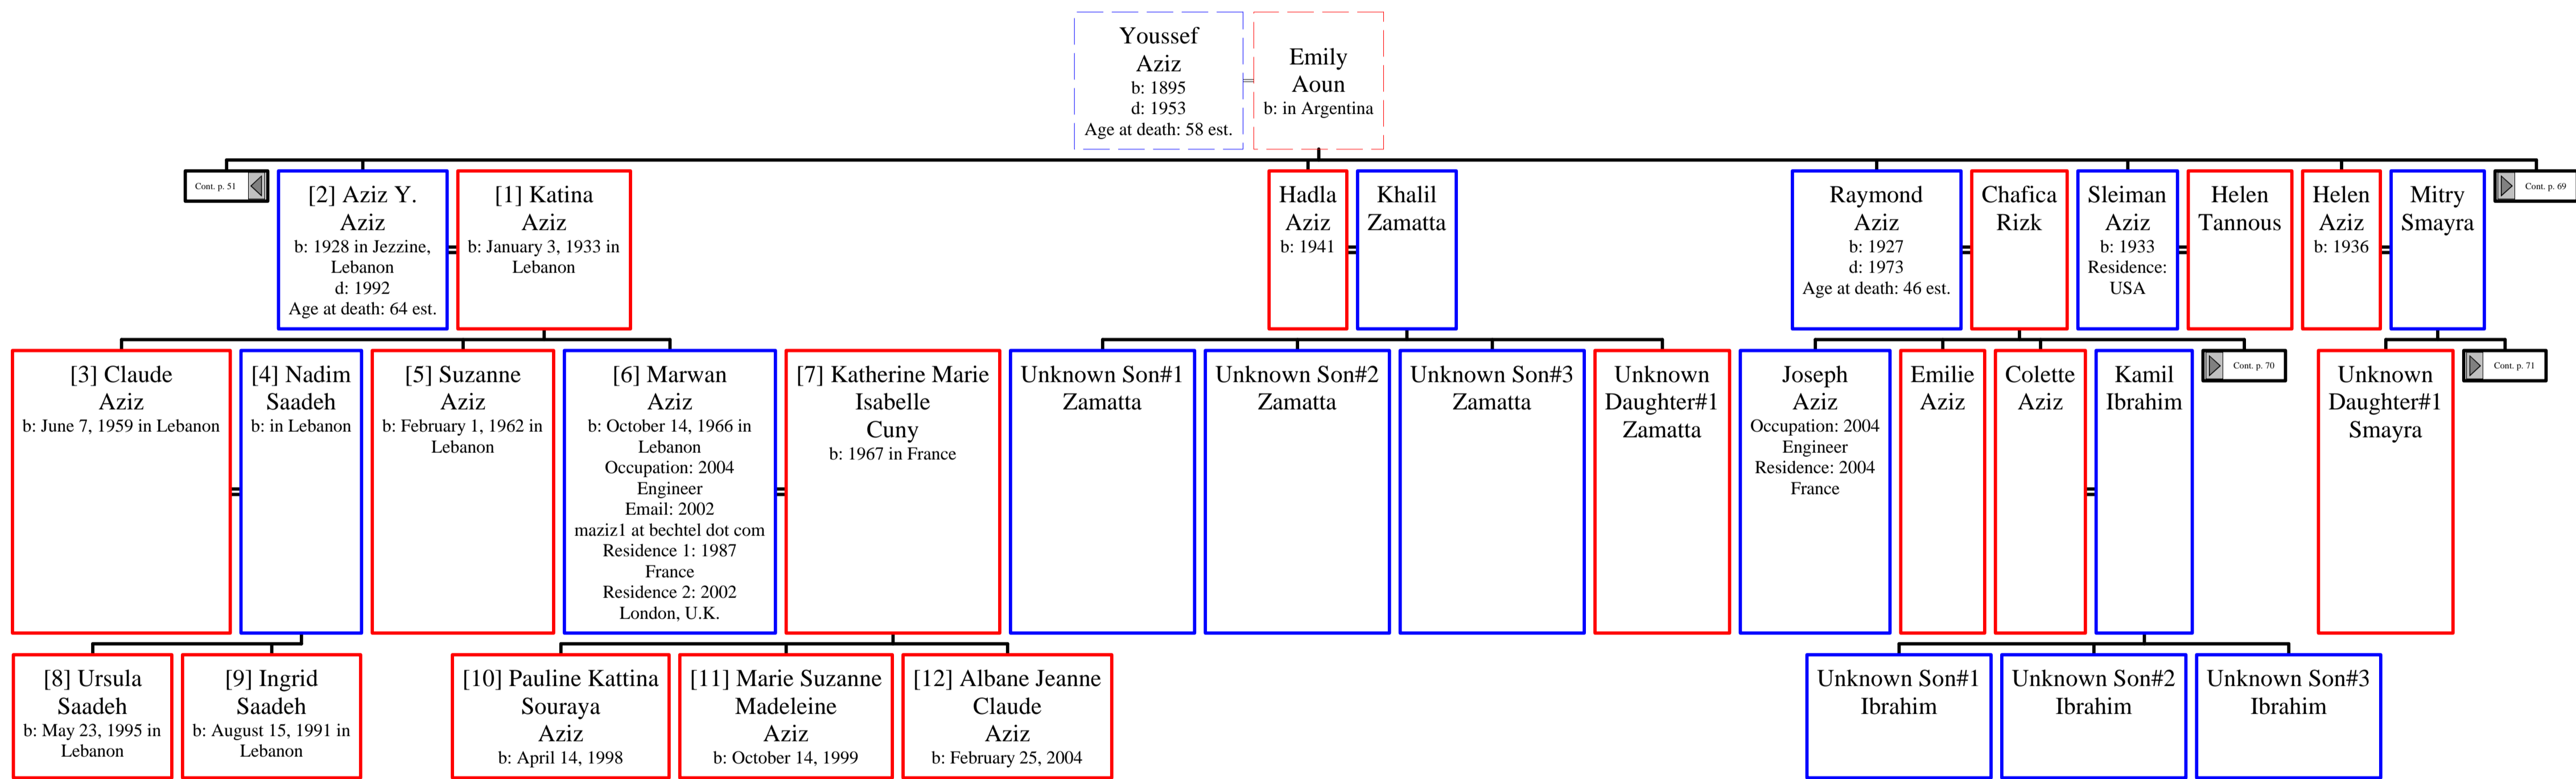 Youssef
Aziz
b: 1895
d: 1953
Age at death: 58 est.
Emily
Aoun
b: in Argentina
Cont. p. 51
[2] Aziz Y.
Aziz
b: 1928 in Jezzine,
Lebanon
d: 1992
Age at death: 64 est.
[1] Katina
Aziz
b: January 3, 1933 in
Lebanon
Hadla
Aziz
b: 1941
Khalil
Zamatta
Raymond
Aziz
b: 1927
d: 1973
Age at death: 46 est.
Chafica
Rizk
Sleiman
Aziz
b: 1933
Residence:
USA
Helen
Tannous
Helen
Aziz
b: 1936
Mitry
Smayra
Cont. p. 69
[3] Claude
Aziz
b: June 7, 1959 in Lebanon
[4] Nadim
Saadeh
b: in Lebanon
[5] Suzanne
Aziz
b: February 1, 1962 in
Lebanon
[6] Marwan
Aziz
b: October 14, 1966 in
Lebanon
Occupation: 2004
Engineer
Email: 2002
maziz1 at bechtel dot com
Residence 1: 1987
France
Residence 2: 2002
London, U.K.
[7] Katherine Marie
Isabelle
Cuny
b: 1967 in France
Unknown Son#1
Zamatta
Unknown Son#2
Zamatta
Unknown Son#3
Zamatta
Unknown
Daughter#1
Zamatta
Joseph
Aziz
Occupation: 2004
Engineer
Residence: 2004
France
Emilie
Aziz
Colette
Aziz
Kamil
Ibrahim
Cont. p. 70
Unknown
Daughter#1
Smayra
Cont. p. 71
[8] Ursula
Saadeh
b: May 23, 1995 in
Lebanon
[9] Ingrid
Saadeh
b: August 15, 1991 in
Lebanon
[10] Pauline Kattina
Souraya
Aziz
b: April 14, 1998
[11] Marie Suzanne
Madeleine
Aziz
b: October 14, 1999
[12] Albane Jeanne
Claude
Aziz
b: February 25, 2004
Unknown Son#1
Ibrahim
Unknown Son#2
Ibrahim
Unknown Son#3
Ibrahim